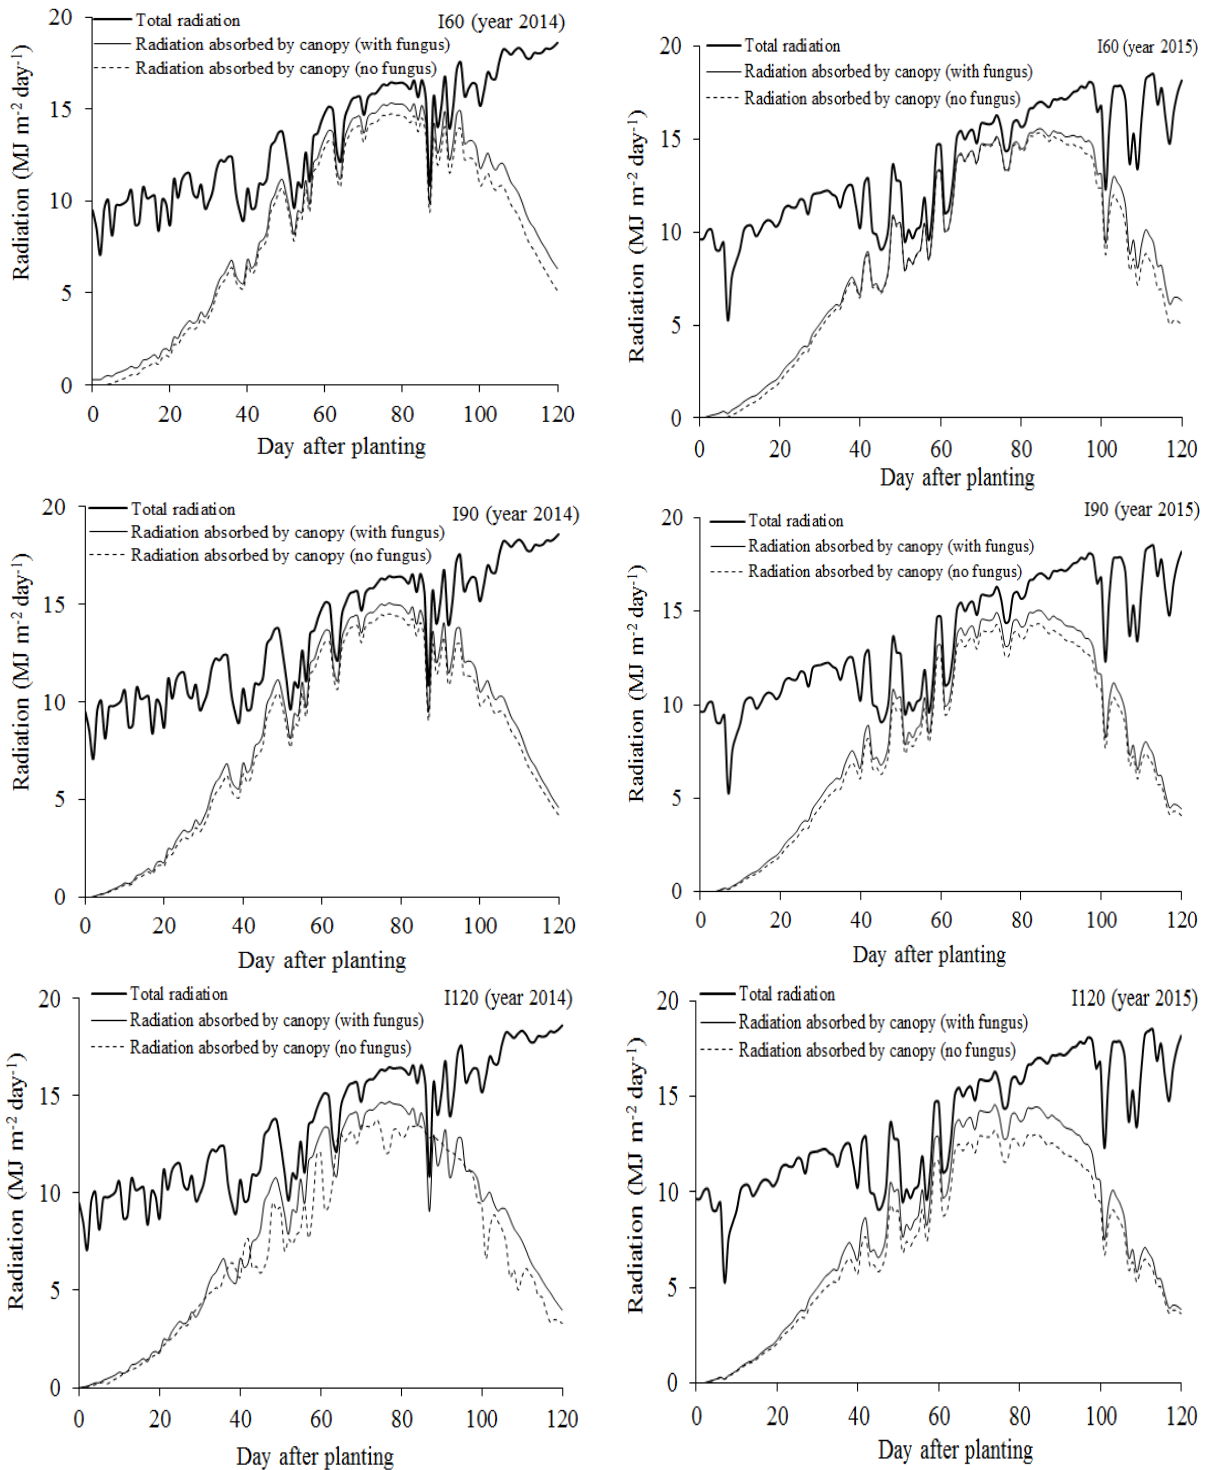 I60 (year 2014)
Total radiation
Radiation absorbed by canopy (with fungus)
Radiation absorbed by canopy (no fungus)
Radiation (MJ m-2 day-1)
20
15
10
5
0
0 20 40 60 80 100 120
Day after planting
I60 (year 2015)
Total radiation
Radiation absorbed by canopy (with fungus)
Radiation absorbed by canopy (no fungus)
Radiation (MJ m-2 day-1)
20
15
10
5
0
0 20 40 60 80 100 120
Day after planting
I90 (year 2014)
Total radiation
Radiation absorbed by canopy (with fungus)
Radiation absorbed by canopy (no fungus)
Radiation (MJ m-2 day-1)
20
15
10
5
0
0 20 40 60 80 100 120
Day after planting
I90 (year 2015)
Total radiation
Radiation absorbed by canopy (with fungus)
Radiation absorbed by canopy (no fungus)
Radiation (MJ m-2 day-1)
20
15
10
5
0
0 20 40 60 80 100 120
Day after planting
I120 (year 2014)
Total radiation
Radiation absorbed by canopy (with fungus)
Radiation absorbed by canopy (no fungus)
Radiation (MJ m-2 day-1)
20
15
10
5
0
0 20 40 60 80 100 120
Day after planting
I120 (year 2015)
Total radiation
Radiation absorbed by canopy (with fungus)
Radiation absorbed by canopy (no fungus)
Radiation (MJ m-2 day-1)
20
15
10
5
0
0 20 40 60 80 100 120
Day after planting